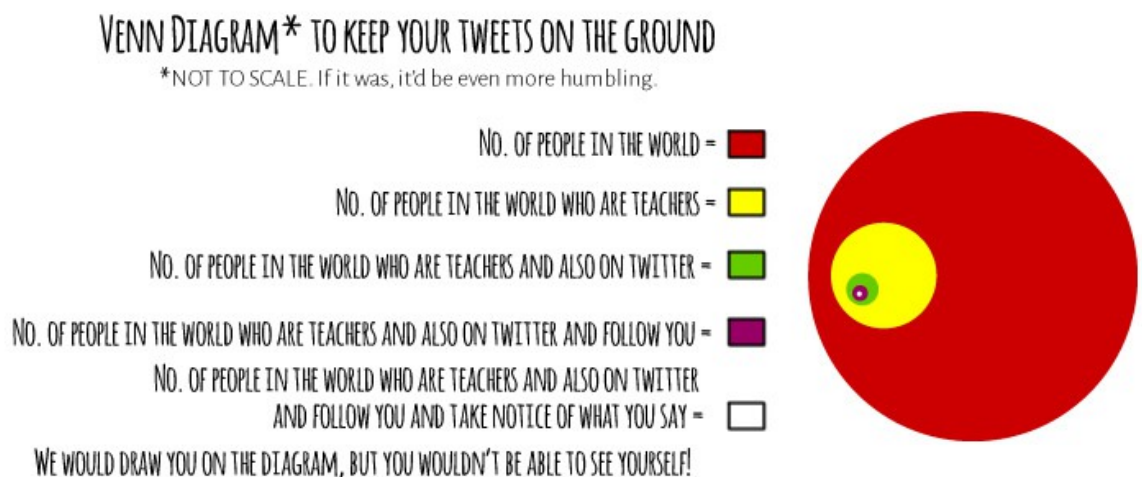 VENN DIAGRAM* TO KEEP YOUR TWEETS ON THE GROUND
*NOT TO SCALE. If it was, it'd be even more humbling.
NO. OF PEOPLE IN THE WORLD =
NO. OF PEOPLE IN THE WORLD WHO ARE TEACHERS =
NO. OF PEOPLE IN THE WORLD WHO ARE TEACHERS AND ALSO ON TWITTER =
NO. OF PEOPLE IN THE WORLD WHO ARE TEACHERS AND ALSO ON TWITTER AND FOLLOW YOU =
NO. OF PEOPLE IN THE WORLD WHO ARE TEACHERS AND ALSO ON TWITTER
AND FOLLOW YOU AND TAKE NOTICE OF WHAT YOU SAY =
WE WOULD DRAW YOU ON THE DIAGRAM, BUT YOU WOULDN'T BE ABLE TO SEE YOURSELF!